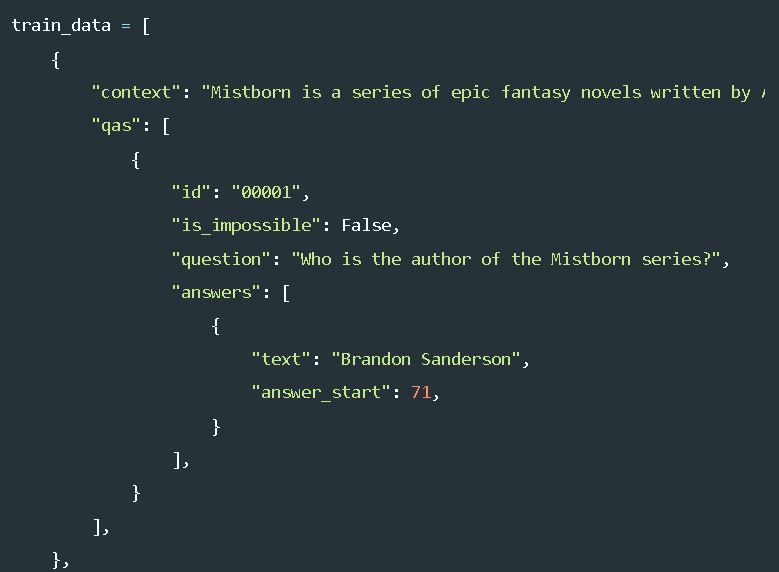 train_data = [
    {
        "context": "Mistborn is a series of epic fantasy novels written by
        "qas": [
            {
                "id": "00001",
                "is_impossible": False,
                "question": "Who is the author of the Mistborn series?",
                "answers": [
                    {
                        "text": "Brandon Sanderson",
                        "answer_start": 71,
                    }
                ],
            }
        ],
    },